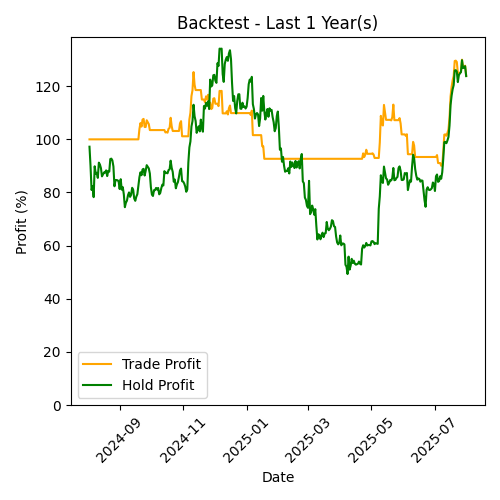 Backtest - Last 1 Year(s)
Profit (%)
120
100
80
60
40
20
0
Trade Profit
Hold Profit
2024-09
2024-11
2025-01
2025-03
2025-05
2025-07
Date